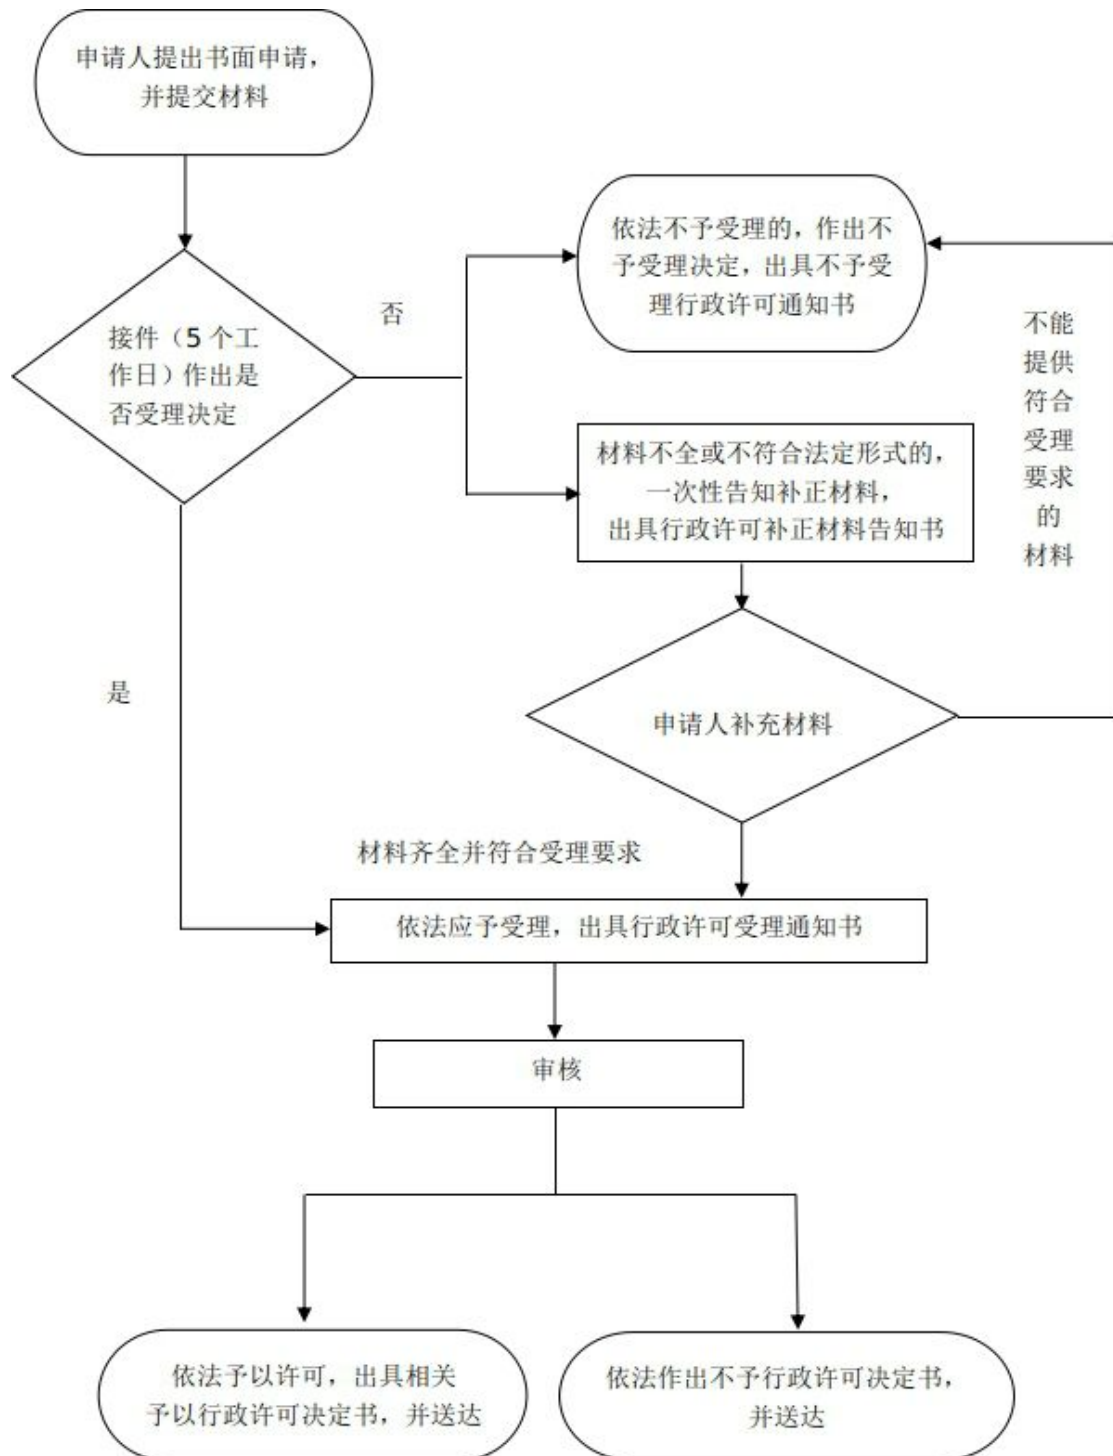 申请人提出书面申请，
并提交材料
依法不予受理的，作出不
予受理决定，出具不予受
理行政许可通知书
否
接件（5 个工
作日）作出是
否受理决定
不能
提供
符合
受理
要求
的
材料
材料不全或不符合法定形式的，
一次性告知补正材料，
出具行政许可补正材料告知书
是
申请人补充材料
材料齐全并符合受理要求
依法应予受理，出具行政许可受理通知书
审核
依法予以许可，出具相关
予以行政许可决定书，并送达
依法作出不予行政许可决定书，
并送达